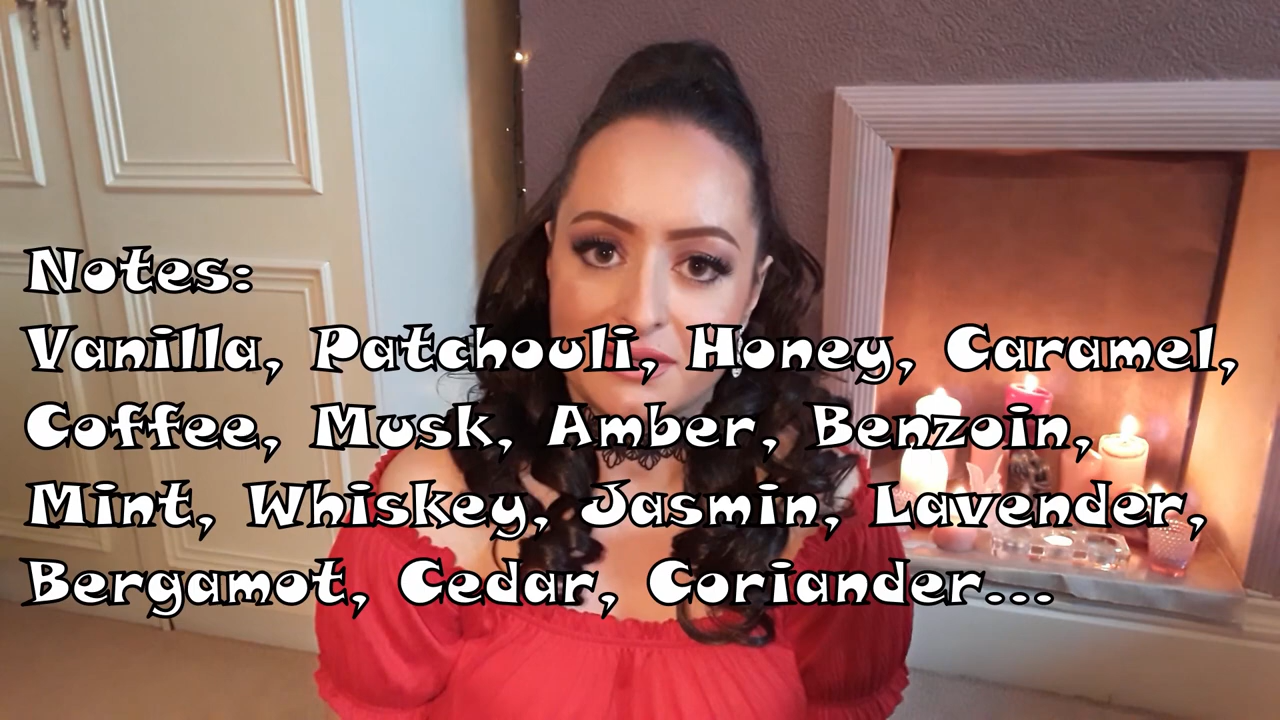 Notes:
Vanilla, Patchouli, Honey, Caramel,
Coffee, Musk, Amber, Benzoin,
Mint, Whiskey, Jasmin, Lavender,
Bergamot, Cedar, Coriander...